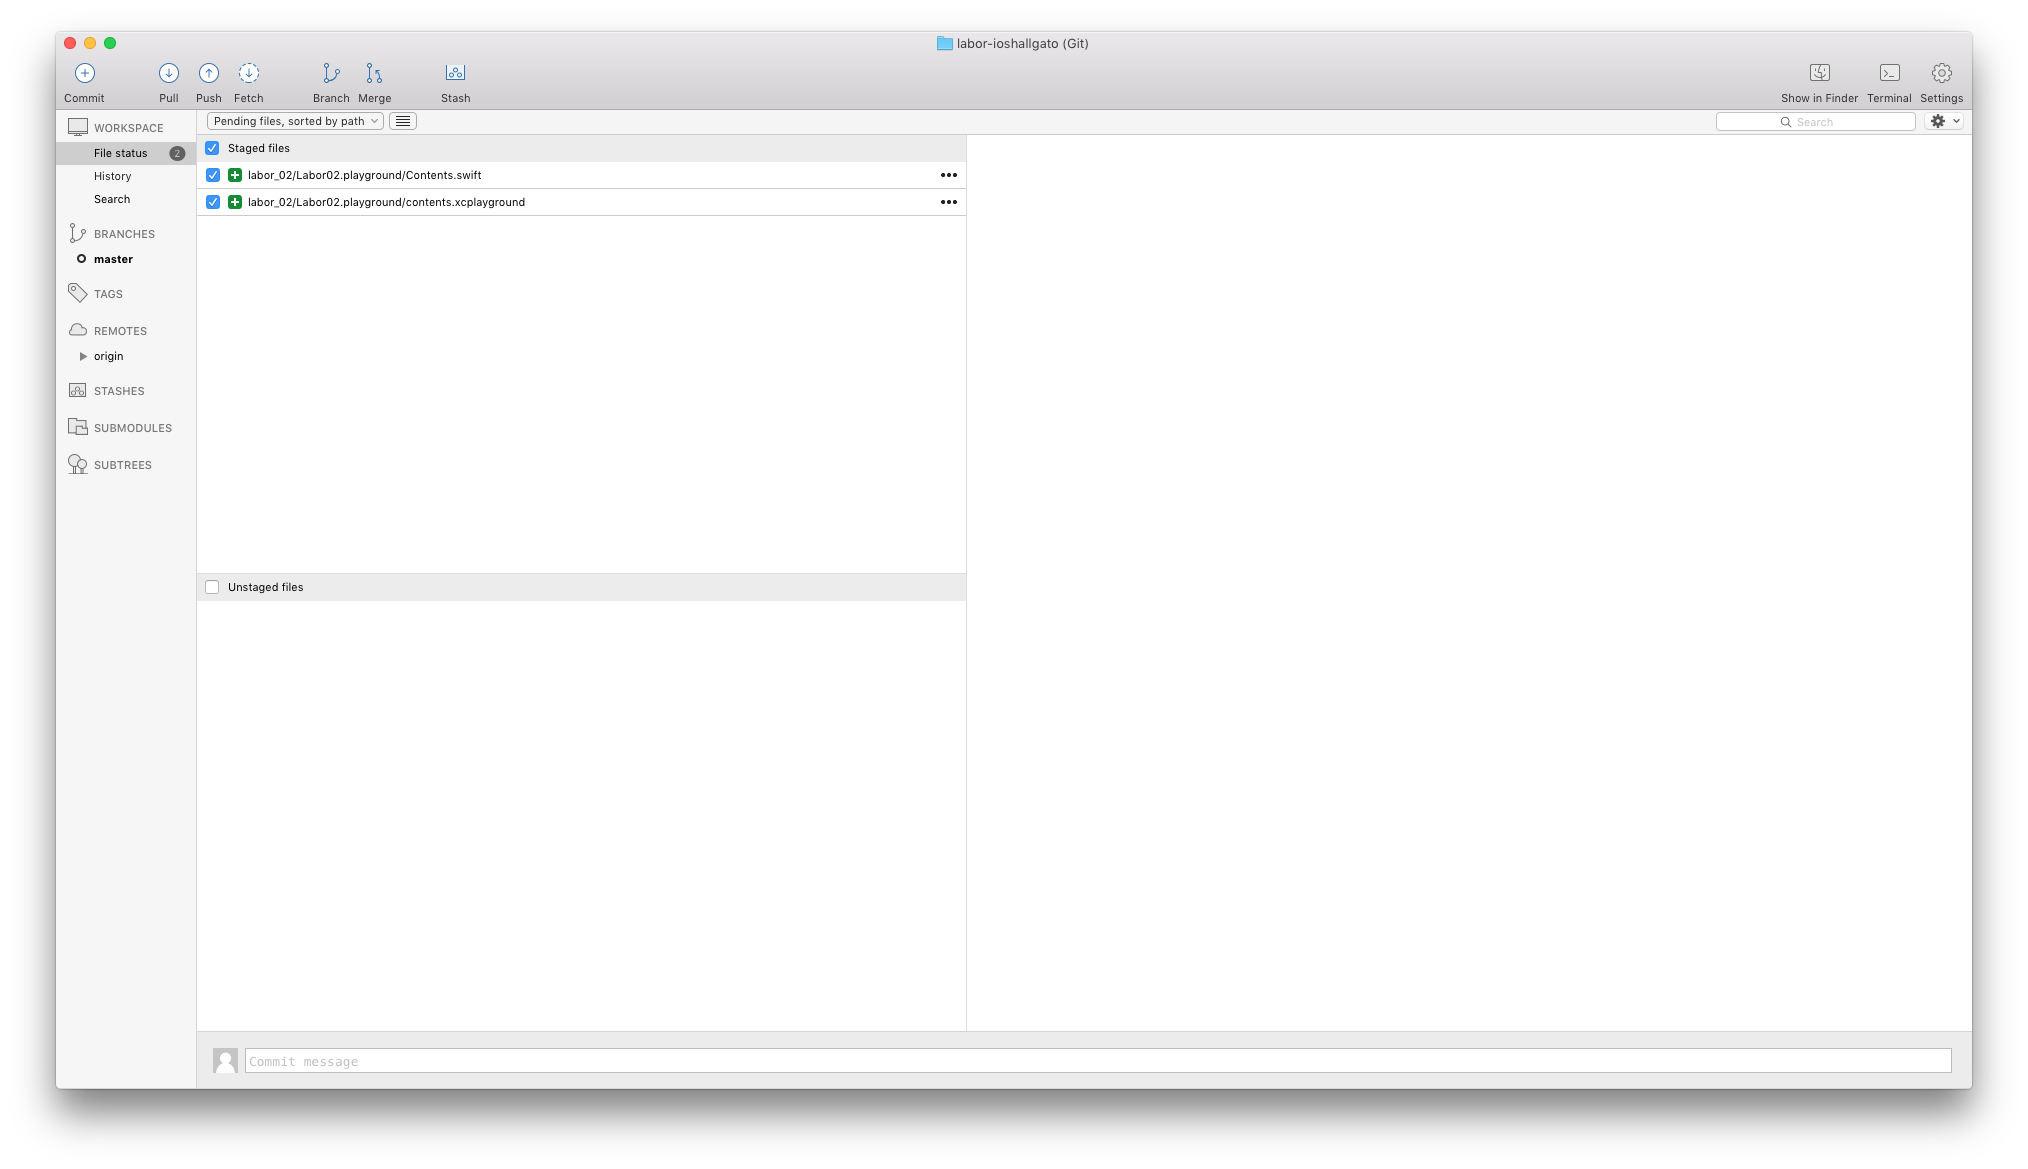 labor-ioshallgato (Git)
Commit Pull Push Fetch Branch Merge Stash Show in Finder Terminal Settings
WORKSPACE
File status 2
History
Search
BRANCHES
master
TAGS
REMOTES
origin
STASHES
SUBMODULES
SUBTREES
Pending files, sorted by path
Search
Staged files
labor_02/Labor02.playground/Contents.swift
labor_02/Labor02.playground/contents.xcplayground
Unstaged files
Commit message